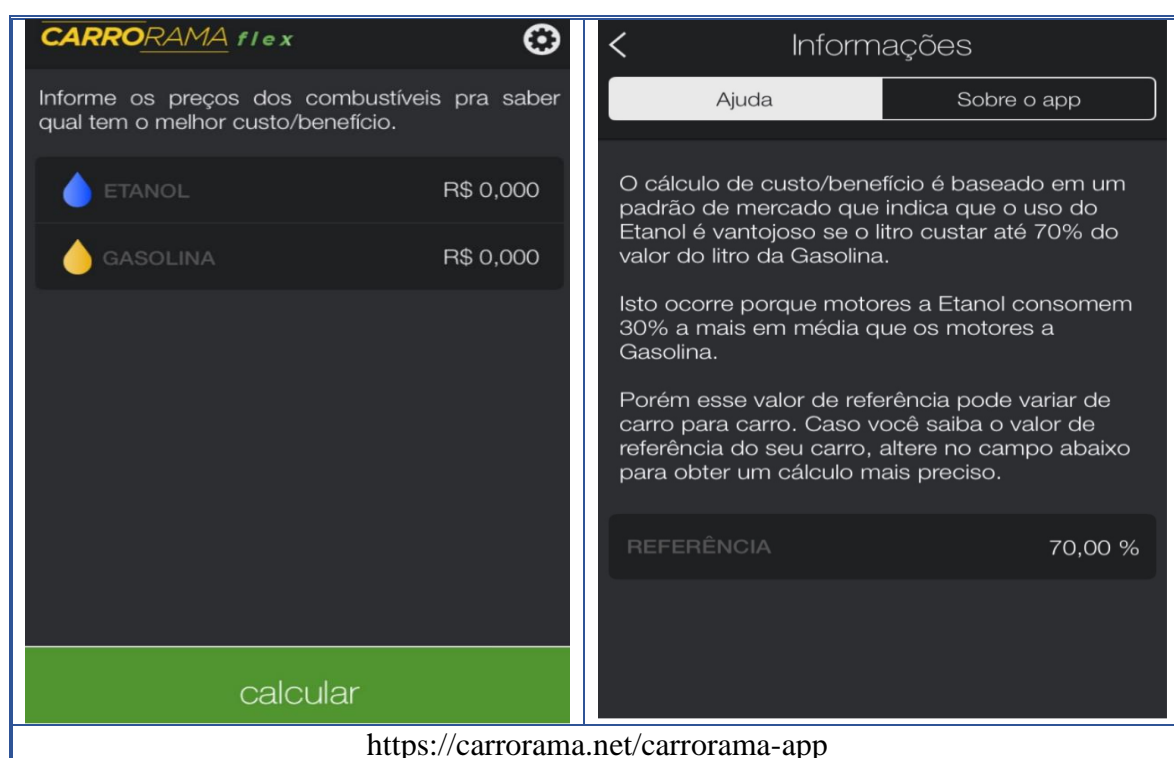 CARRORAMA flex
Informe os preços dos combustíveis pra saber
qual tem o melhor custo/benefício.
ETANOL R$ 0,000
GASOLINA R$ 0,000
calcular
Informações
Ajuda Sobre o app
O cálculo de custo/benefício é baseado em um
padrão de mercado que indica que o uso do
Etanol é vantojoso se o litro custar até 70% do
valor do litro da Gasolina.
Isto ocorre porque motores a Etanol consomem
30% a mais em média que os motores a
Gasolina.
Porém esse valor de referência pode variar de
carro para carro. Caso você saiba o valor de
referência do seu carro, altere no campo abaixo
para obter um cálculo mais preciso.
REFERÊNCIA 70,00 %
https://carrorama.net/carrorama-app